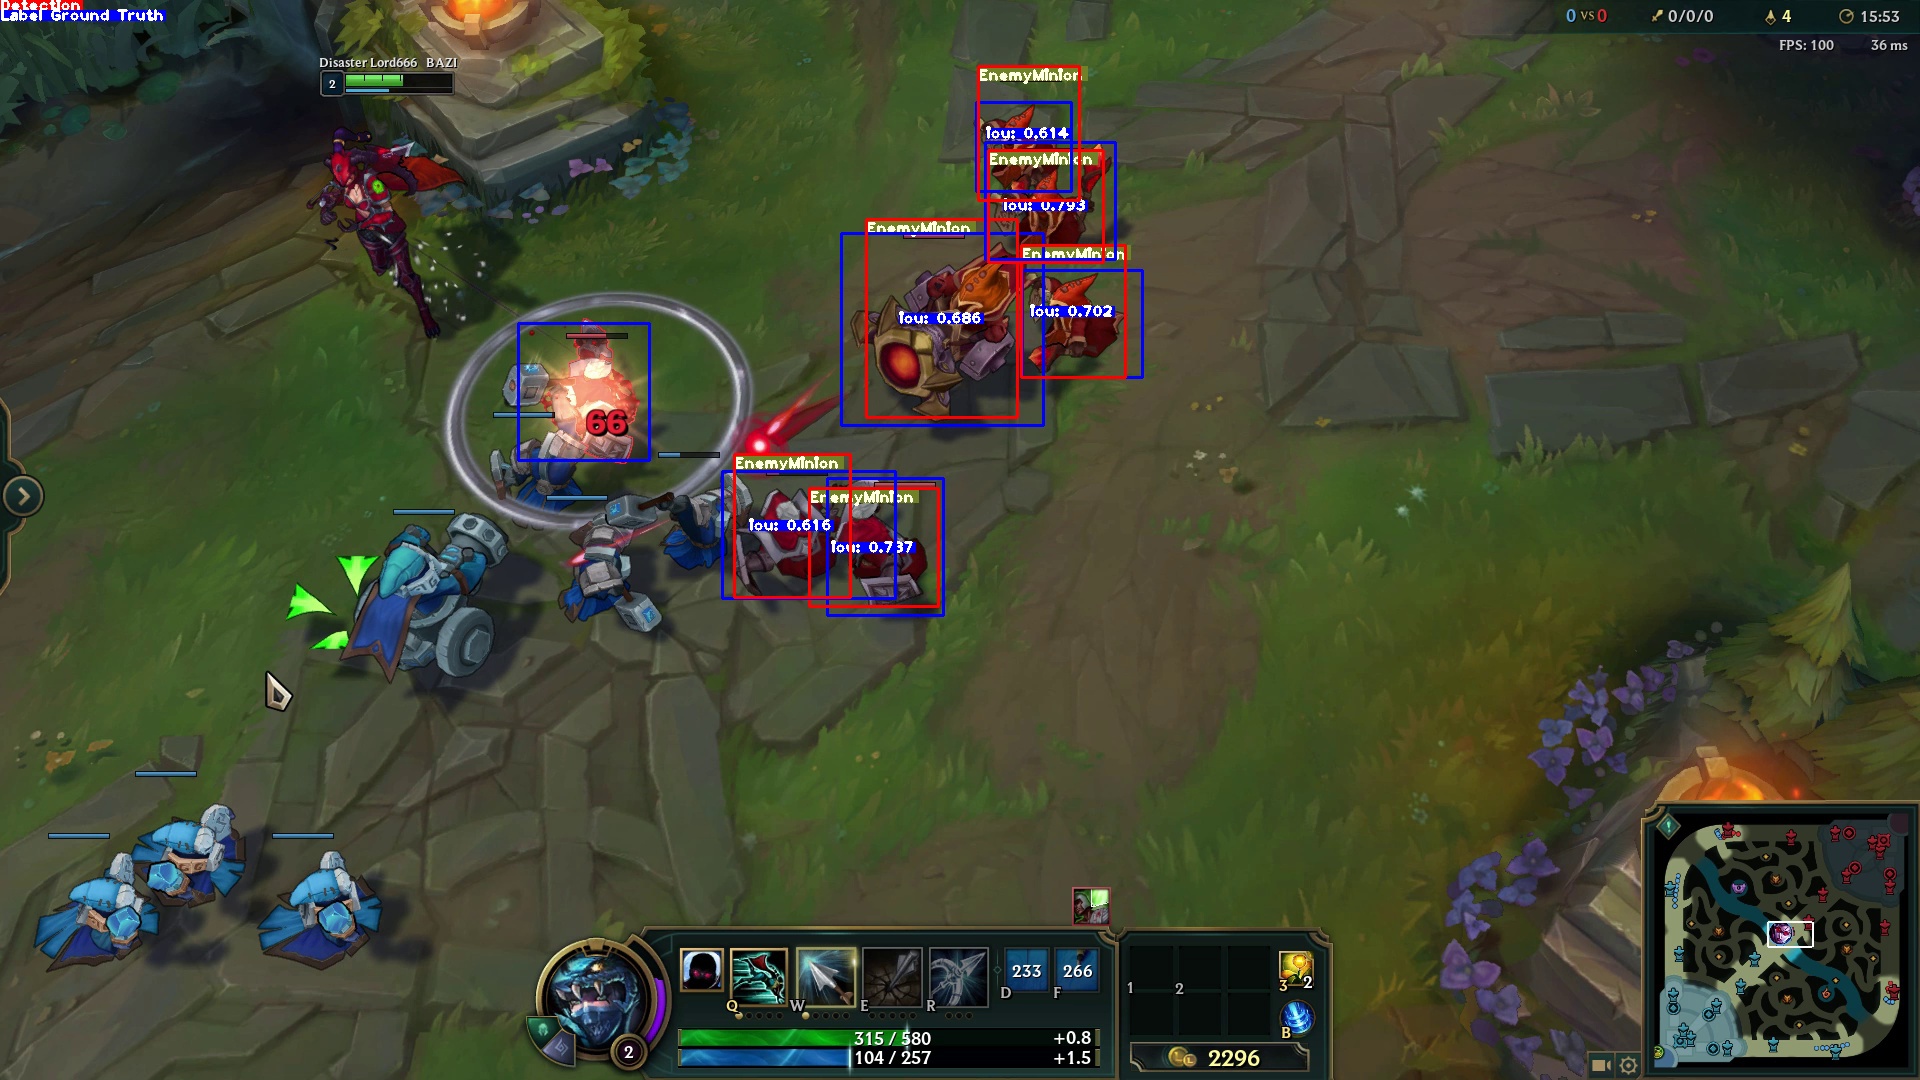 Detection
Label Ground Truth
0 VS 0
0/0/0
4
15:53
FPS: 100
36 ms
Disaster Lord666 BAZI
2
EnemyMinion
Iou: 0.614
EnemyMinion
Iou: 0.793
EnemyMinion
EnemyMinion
Iou: 0.686
Iou: 0.702
66
EnemyMinion
EnemyMinion
Iou: 0.616
Iou: 0.737
233
266
Q
W
E
R
D
F
1
2
3
2
B
315 / 580
+0.8
104 / 257
+1.5
2
2296